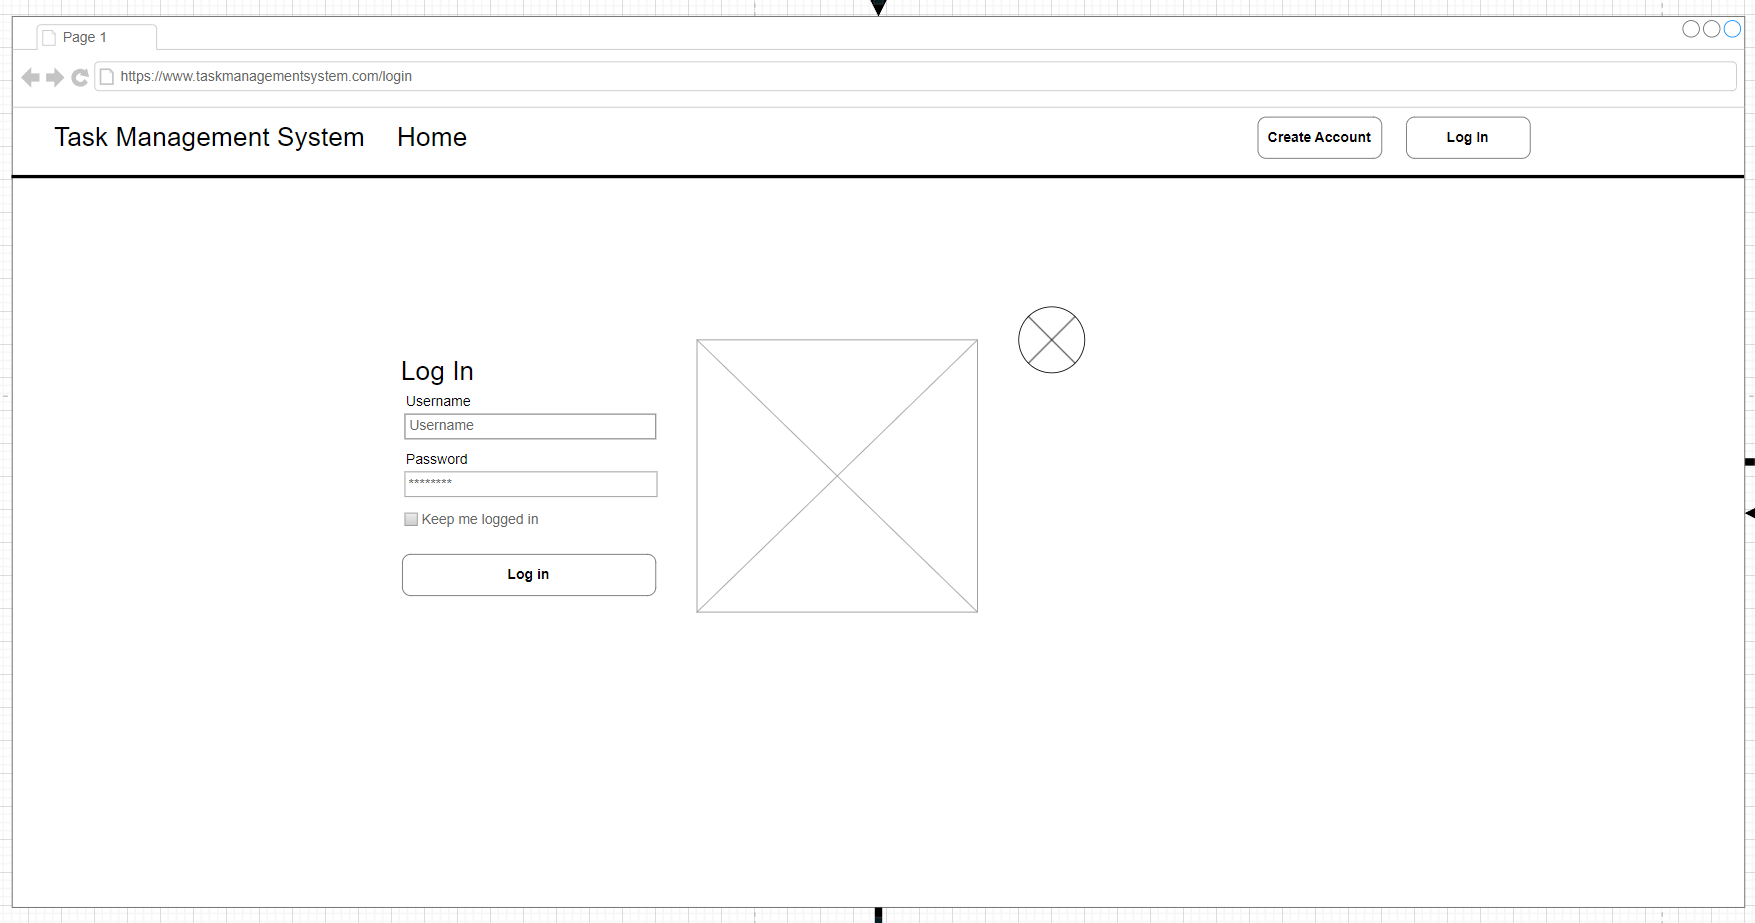 Page 1
https://www.taskmanagementsystem.com/login
Task Management System Home Create Account Log In
Log In
Username
Username
Password
********
Keep me logged in
Log in